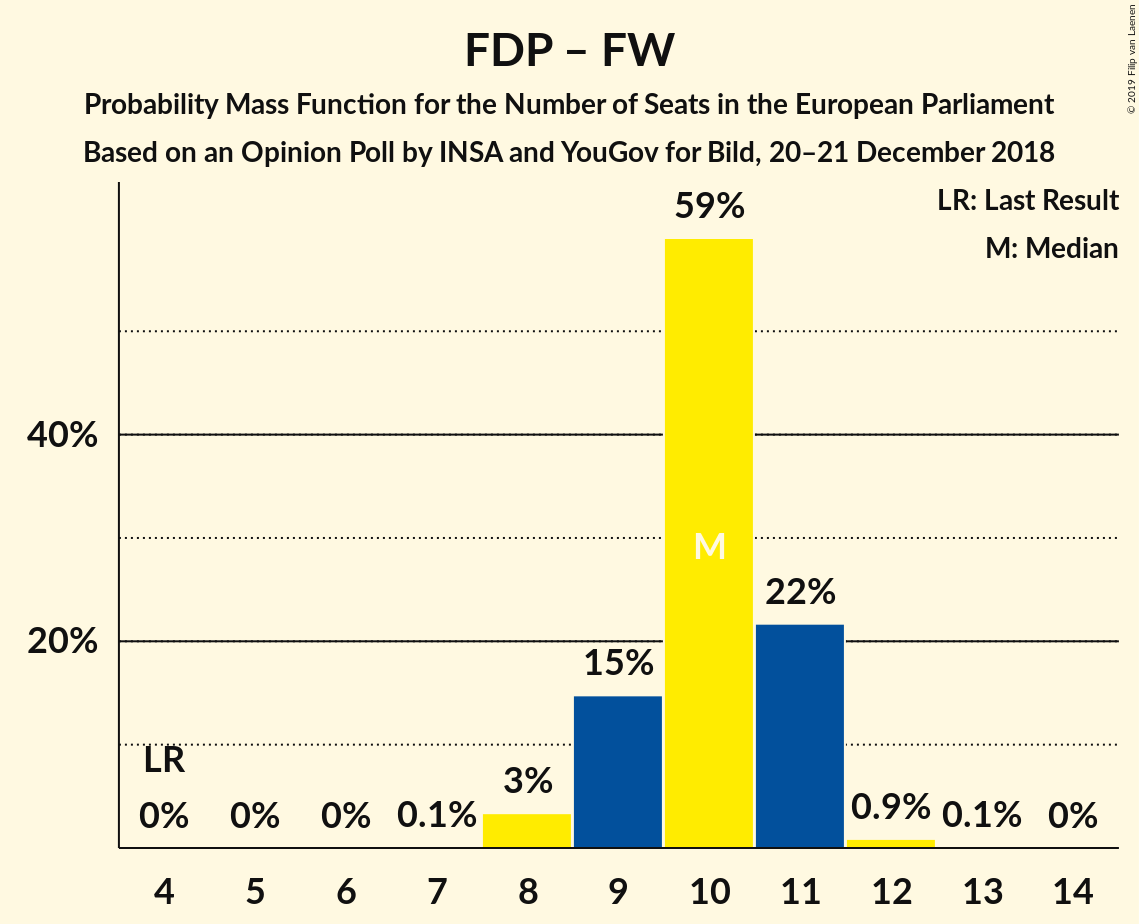 FDP – FW
Probability Mass Function for the Number of Seats in the European Parliament
Based on an Opinion Poll by INSA and YouGov for Bild, 20–21 December 2018
© 2019 Filip van Laenen
LR: Last Result
M: Median
59%
40%
M
22%
20%
15%
LR
3%
0% 0% 0% 0.1% 0.9% 0.1% 0%
4 5 6 7 8 9 10 11 12 13 14